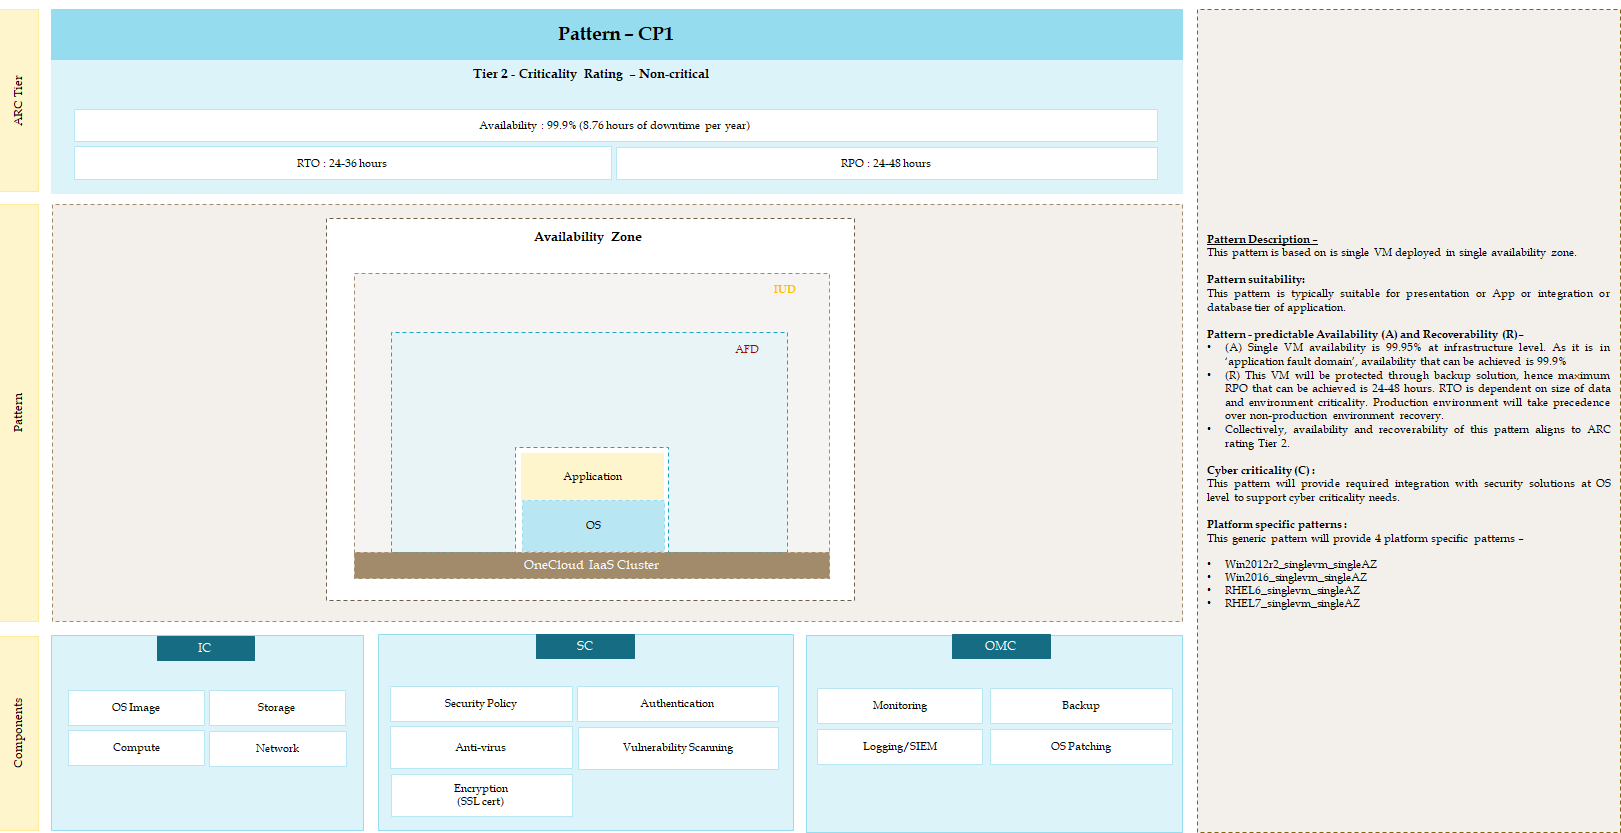 ARC Tier
Pattern – CP1
Tier 2 - Criticality Rating – Non-critical
Availability : 99.9% (8.76 hours of downtime per year)
RTO : 24-36 hours
RPO : 24-48 hours
Pattern
Availability Zone
IUD
AFD
Application
OS
OneCloud IaaS Cluster
Components
IC
OS Image
Storage
Compute
Network
SC
Security Policy
Authentication
Anti-virus
Vulnerability Scanning
Encryption
(SSL cert)
OMC
Monitoring
Backup
Logging/SIEM
OS Patching
Pattern Description –
This pattern is based on is single VM deployed in single availability zone.
Pattern suitability:
This pattern is typically suitable for presentation or App or integration or
database tier of application.
Pattern - predictable Availability (A) and Recoverability (R) –
• (A) Single VM availability is 99.95% at infrastructure level. As it is in
‘application fault domain’, availability that can be achieved is 99.9%
• (R) This VM will be protected through backup solution, hence maximum
RPO that can be achieved is 24-48 hours. RTO is dependent on size of data
and environment criticality. Production environment will take precedence
over non-production environment recovery.
• Collectively, availability and recoverability of this pattern aligns to ARC
rating Tier 2.
Cyber criticality (C) :
This pattern will provide required integration with security solutions at OS
level to support cyber criticality needs.
Platform specific patterns :
This generic pattern will provide 4 platform specific patterns –
• Win2012r2_singlevm_singleAZ
• Win2016_singlevm_singleAZ
• RHEL6_singlevm_singleAZ
• RHEL7_singlevm_singleAZ